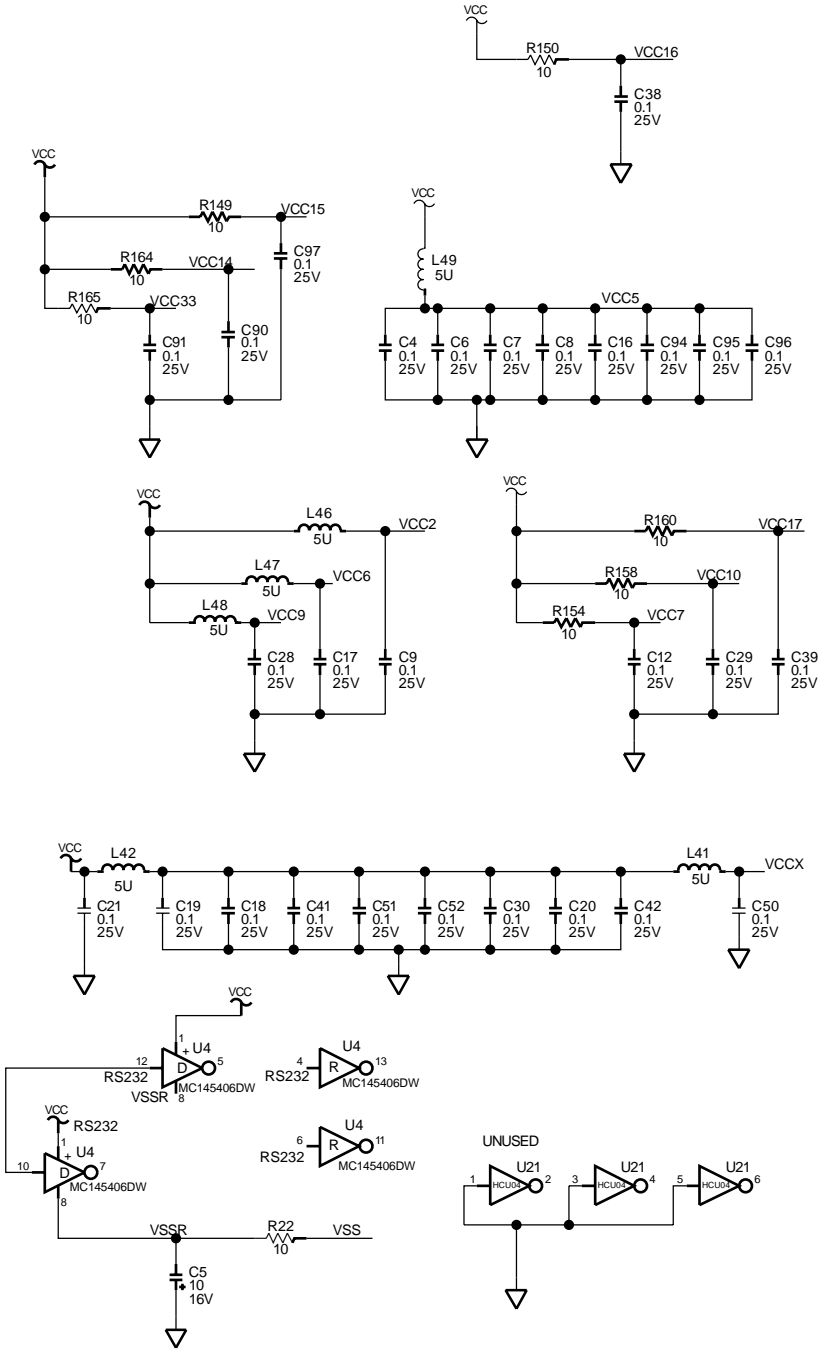 VCC
R150
10
VCC16
C38
0.1
25V
VCC
R149
10
VCC15
C97
0.1
25V
R164
10
VCC14
C90
0.1
25V
R165
10
VCC33
C91
0.1
25V
VCC
L49
5U
VCC5
C4
0.1
25V
C6
0.1
25V
C7
0.1
25V
C8
0.1
25V
C16
0.1
25V
C94
0.1
25V
C95
0.1
25V
C96
0.1
25V
VCC
L46
5U
VCC2
L47
5U
VCC6
L48
5U
VCC9
C28
0.1
25V
C17
0.1
25V
C9
0.1
25V
VCC
R160
10
VCC17
R158
10
VCC10
R154
10
VCC7
C12
0.1
25V
C29
0.1
25V
C39
0.1
25V
VCC
L42
5U
L41
5U
VCCX
C21
0.1
25V
C19
0.1
25V
C18
0.1
25V
C41
0.1
25V
C51
0.1
25V
C52
0.1
25V
C30
0.1
25V
C20
0.1
25V
C42
0.1
25V
C50
0.1
25V
VCC
1
+
U4
12
D
5
RS232
MC145406DW
VSSR
8
U4
4
R
13
RS232
MC145406DW
VCC
RS232
1
+
U4
10
D
7
MC145406DW
8
U4
6
R
11
RS232
MC145406DW
VSSR
R22
10
VSS
C5
10
16V
+
UNUSED
U21
1
HCU04
2
U21
3
HCU04
4
U21
5
HCU04
6